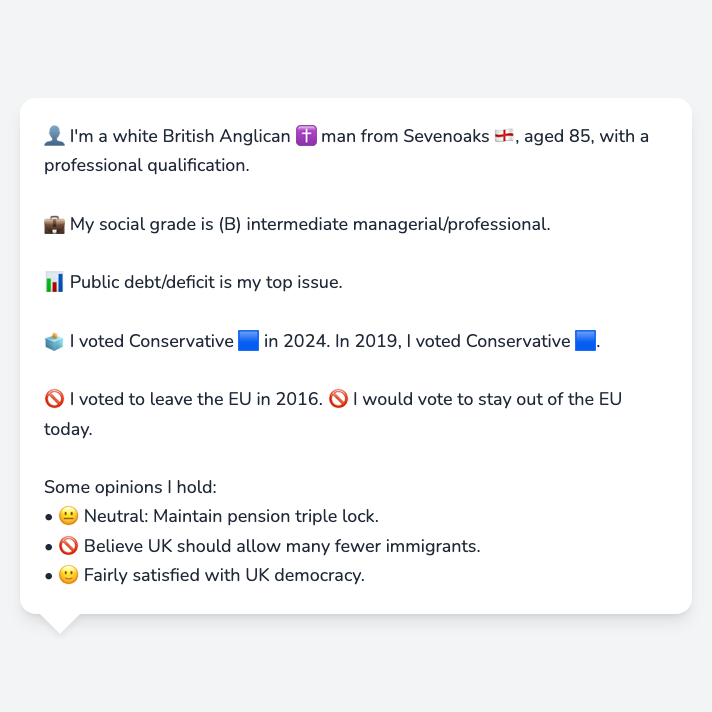 👤 I'm a white British Anglican ✝️ man from Sevenoaks 🏴󠁧󠁢󠁥󠁮󠁧󠁿, aged 85, with a
professional qualification.
💼 My social grade is (B) intermediate managerial/professional.
📊 Public debt/deficit is my top issue.
🗳️ I voted Conservative 🟦 in 2024. In 2019, I voted Conservative 🟦.
🚫 I voted to leave the EU in 2016. 🚫 I would vote to stay out of the EU
today.
Some opinions I hold:
• 😐 Neutral: Maintain pension triple lock.
• 🚫 Believe UK should allow many fewer immigrants.
• 🙂 Fairly satisfied with UK democracy.